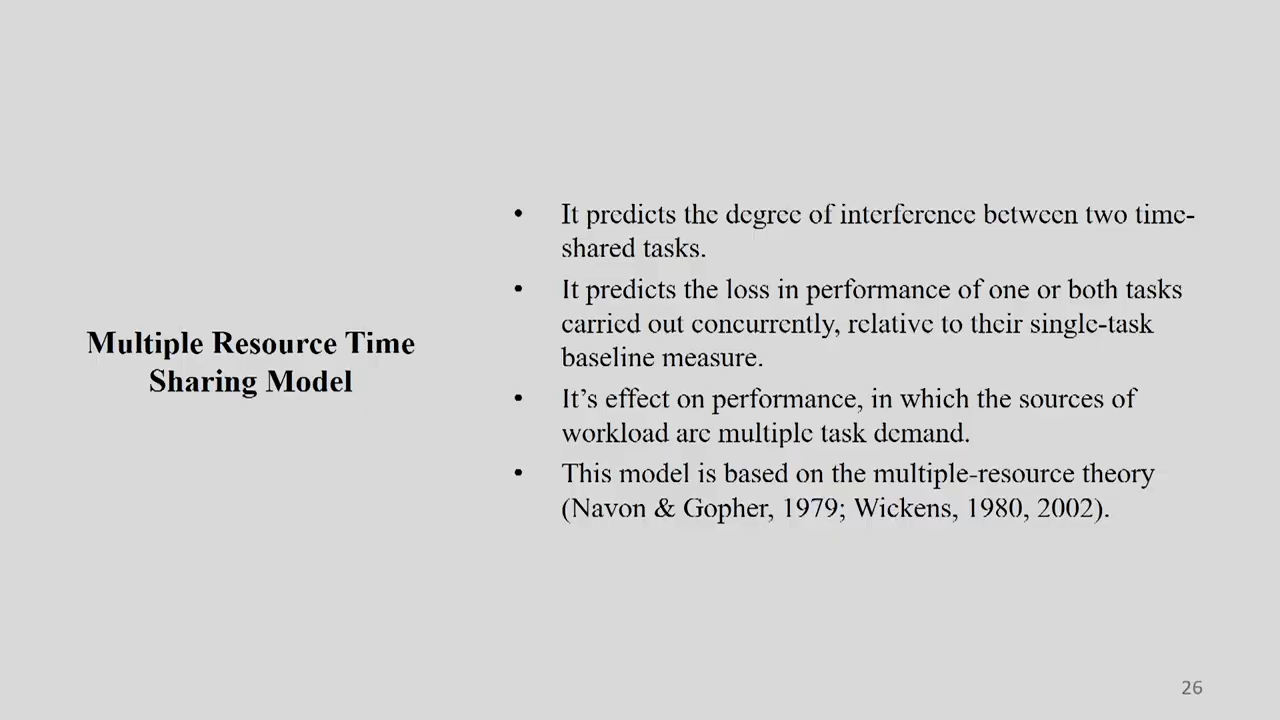 Multiple Resource Time
Sharing Model
• It predicts the degree of interference between two time-
shared tasks.
• It predicts the loss in performance of one or both tasks
carried out concurrently, relative to their single-task
baseline measure.
• It's effect on performance, in which the sources of
workload are multiple task demand.
• This model is based on the multiple-resource theory
(Navon & Gopher, 1979; Wickens, 1980, 2002).
26